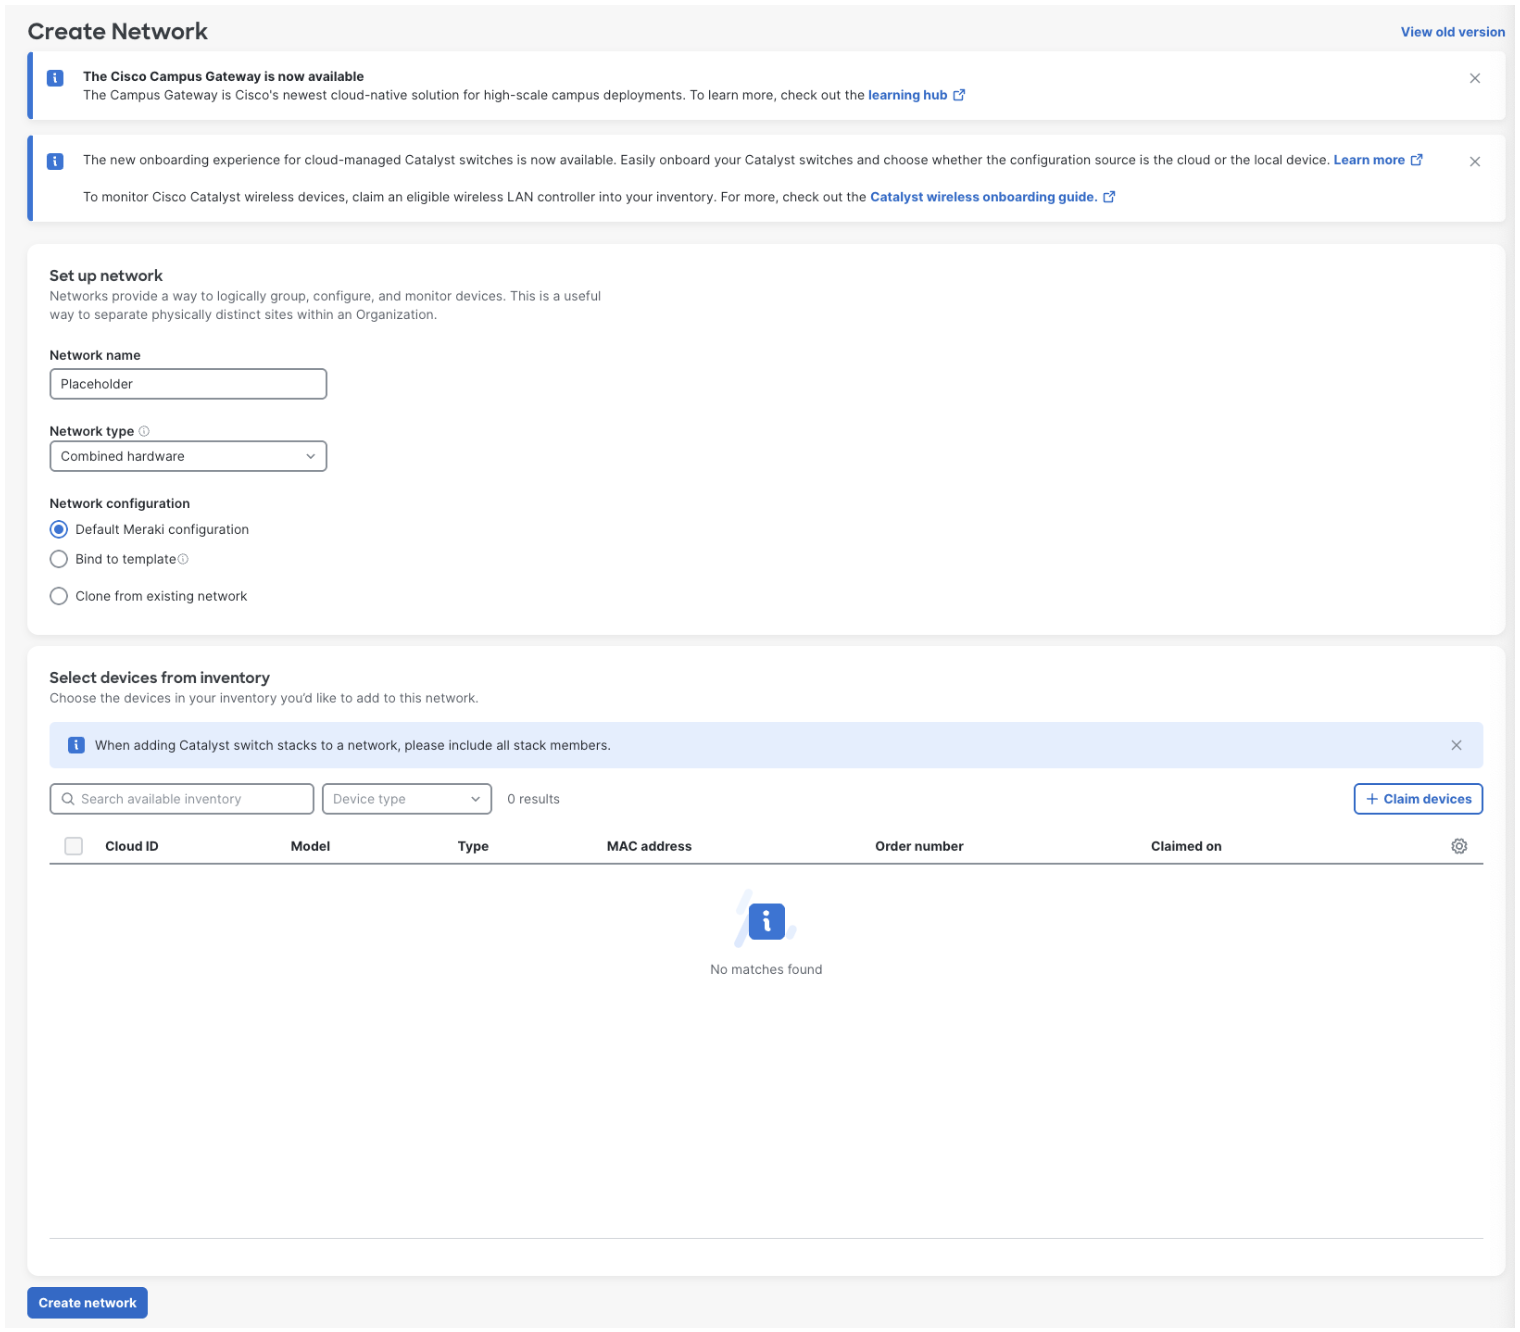 Create Network
View old version
The Cisco Campus Gateway is now available
The Campus Gateway is Cisco's newest cloud-native solution for high-scale campus deployments. To learn more, check out the learning hub
The new onboarding experience for cloud-managed Catalyst switches is now available. Easily onboard your Catalyst switches and choose whether the configuration source is the cloud or the local device. Learn more
To monitor Cisco Catalyst wireless devices, claim an eligible wireless LAN controller into your inventory. For more, check out the Catalyst wireless onboarding guide.
Set up network
Networks provide a way to logically group, configure, and monitor devices. This is a useful
way to separate physically distinct sites within an Organization.
Network name
Placeholder
Network type
Combined hardware
Network configuration
Default Meraki configuration
Bind to template
Clone from existing network
Select devices from inventory
Choose the devices in your inventory you'd like to add to this network.
When adding Catalyst switch stacks to a network, please include all stack members.
Search available inventory
Device type
0 results
+ Claim devices
Cloud ID
Model
Type
MAC address
Order number
Claimed on
No matches found
Create network